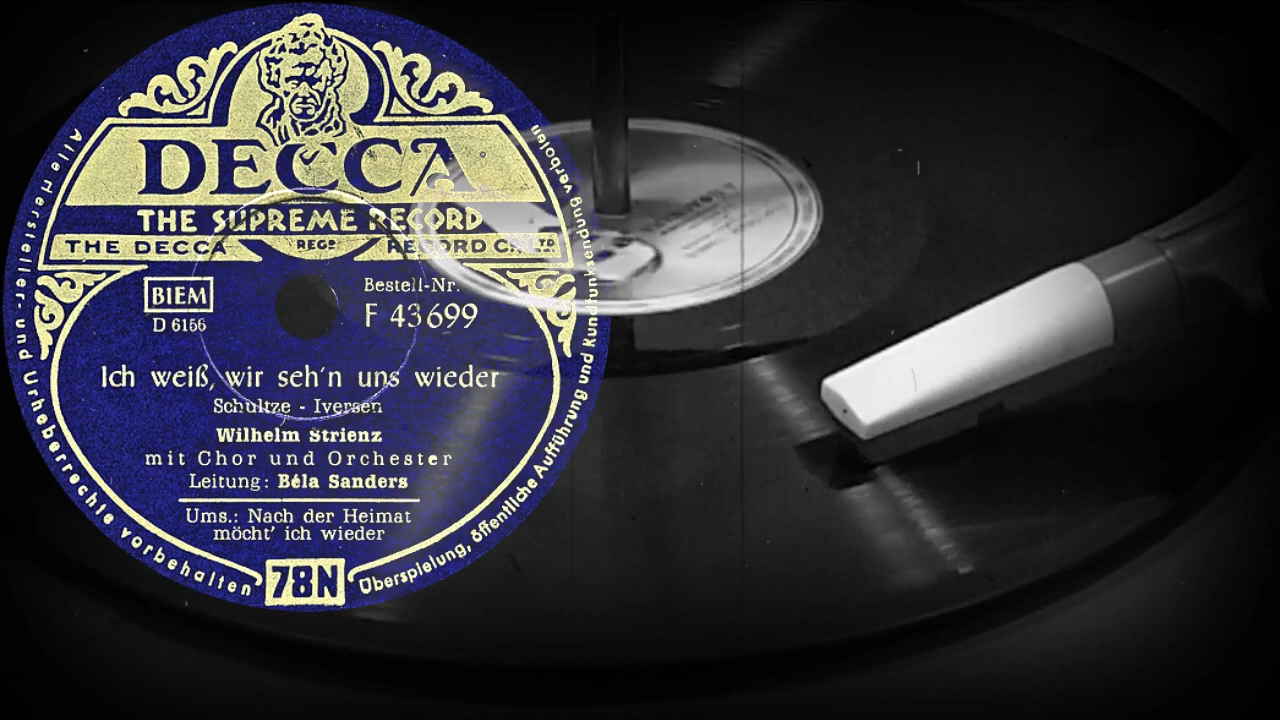 DECCA
THE SUPREME RECORD
THE DECCA REGD RECORD CO. LTD
BIEM
D 6156
Bestell-Nr.
F 43699
Ich weiß, wir seh'n uns wieder
Schultze - Iversen
Wilhelm Strienz
mit Chor und Orchester
Leitung: Béla Sanders
Ums.: Nach der Heimat
möcht' ich wieder
78N
Alle Hersteller- und Urheberrechte vorbehalten
Überspielung, öffentliche Aufführung und Rundfunksendung verboten